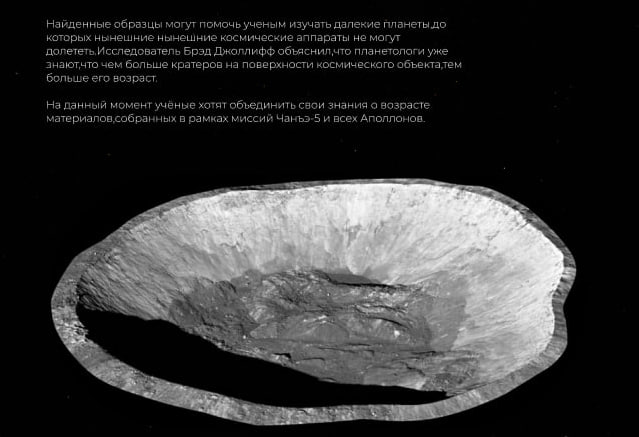 Найденные образцы могут помочь ученым изучать далекие планеты,до
которых нынешние нынешние космические аппараты не могут
долететь.Исследователь Брэд Джоллифф объяснил,что планетологи уже
знают,что чем больше кратеров на поверхности космического объекта,тем
больше его возраст.
На данный момент учёные хотят объединить свои знания о возрасте
материалов,собранных в рамках миссий Чанъэ-5 и всех Аполлонов.